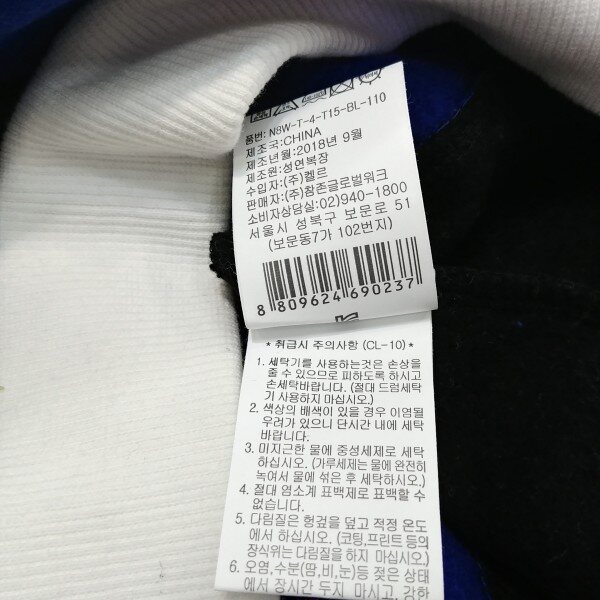 품번: N8W-T-4-T15-BL-110
제조국:CHINA
제조년월:2018년 9월
제조원:성연복장
수입자:(주)켈르
판매자:(주)참존글로벌워크
소비자상담실:02)940-1800
서울시 성북구 보문로 51
(보문동7가 102번지)
8 809624 690237
* 취급시 주의사항 (CL-10) *
1. 세탁기를 사용하는것은 손상을
줄 수 있으므로 피하도록 하시고
손세탁바랍니다. (절대 드럼세탁
기 사용하지 마십시오.)
2. 색상의 배색이 있을 경우 이염될
우려가 있으니 단시간 내에 세탁
바랍니다.
3. 미지근한 물에 중성세제로 세탁
하십시오. (가루세제는 물에 완전히
녹여서 물에 섞은 후 세탁하십시오.)
4. 절대 염소계 표백제로 표백할 수
없습니다.
5. 다림질은 헝겊을 덮고 적정 온도
에서 하십시오. (코팅,프린트 등의
장식위는 다림질을 하지 마십시오.)
6. 오염,수분(땀,비,눈)등 젖은 상태
에서 장시간 두지 마시고, 강한